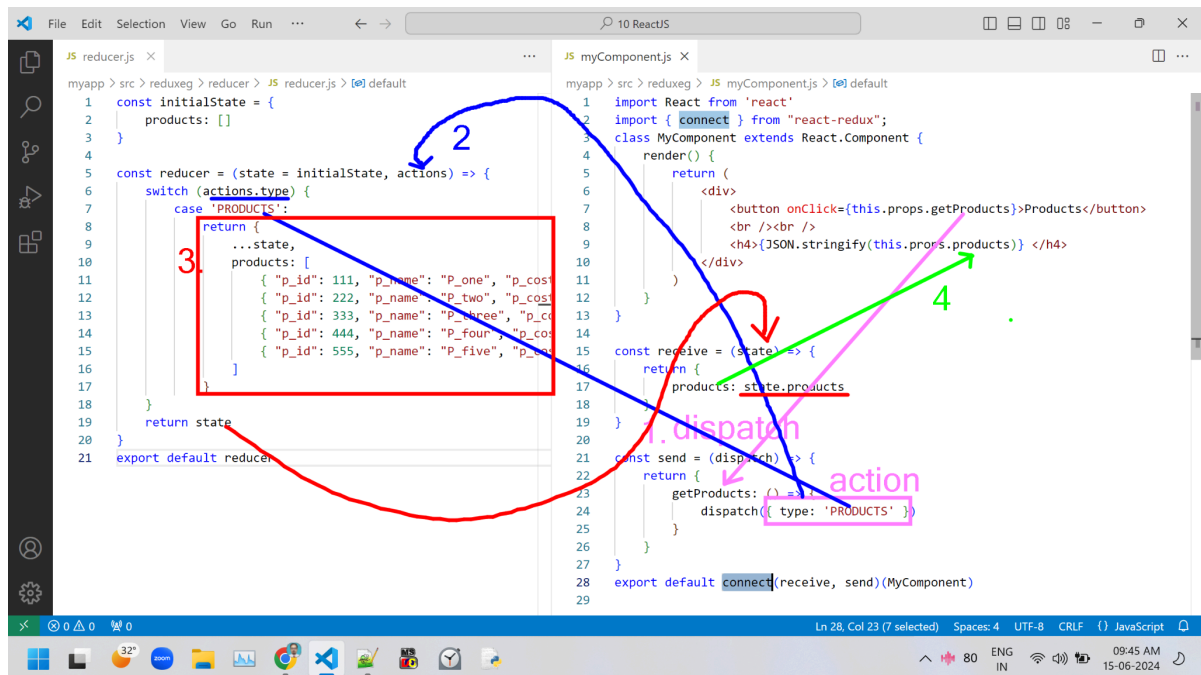 File Edit Selection View Go Run ··· ← → 10 ReactJS
JS reducer.js × ···
myapp > src > reduxeg > reducer > JS reducer.js > default
1 const initialState = {
2 products: []
3 }
4
5 const reducer = (state = initialState, actions) => {
6 switch (actions.type) {
7 case 'PRODUCTS':
8 return {
9 ...state,
10 products: [
11 { "p_id": 111, "p_name": "P_one", "p_cost
12 { "p_id": 222, "p_name": "P_two", "p_cost
13 { "p_id": 333, "p_name": "P_three", "p_co
14 { "p_id": 444, "p_name": "P_four", "p_cos
15 { "p_id": 555, "p_name": "P_five", "p_cos
16 ]
17 }
18 }
19 return state
20 }
21 export default reducer
2
3.
JS myComponent.js × ···
myapp > src > reduxeg > JS myComponent.js > default
1 import React from 'react'
2 import { connect } from "react-redux";
3 class MyComponent extends React.Component {
4 render() {
5 return (
6 <div>
7 <button onClick={this.props.getProducts}>Products</button>
8 <br /><br />
9 <h4>{JSON.stringify(this.props.products)} </h4>
10 </div>
11 )
12 }
13 }
14
15 const receive = (state) => {
16 return {
17 products: state.products
18 }
19 }
20
21 const send = (dispatch) => {
22 return {
23 getProducts: () => {
24 dispatch({ type: 'PRODUCTS' })
25 }
26 }
27 }
28 export default connect(receive, send)(MyComponent)
29
4
1. dispatch
action
0 0 0 Ln 28, Col 23 (7 selected) Spaces: 4 UTF-8 CRLF {} JavaScript
32° zoom MS 80 ENG IN 09:45 AM 15-06-2024